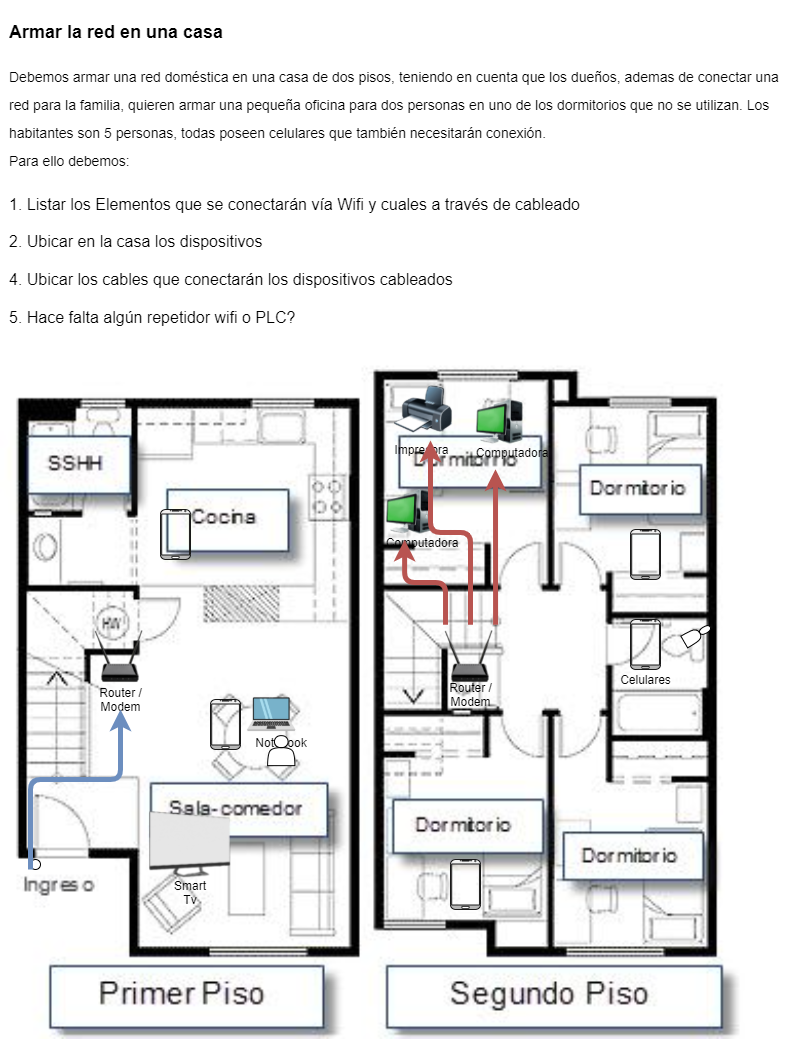 Armar la red en una casa
Debemos armar una red doméstica en una casa de dos pisos, teniendo en cuenta que los dueños, ademas de conectar una
red para la familia, quieren armar una pequeña oficina para dos personas en uno de los dormitorios que no se utilizan. Los
habitantes son 5 personas, todas poseen celulares que también necesitarán conexión.
Para ello debemos:
1. Listar los Elementos que se conectarán vía Wifi y cuales a través de cableado
2. Ubicar en la casa los dispositivos
4. Ubicar los cables que conectarán los dispositivos cableados
5. Hace falta algún repetidor wifi o PLC?
SSHH
Cocina
HW
Router /
Modem
Notebook
Sala-comedor
Smart
Tv
Ingreso
Primer Piso
Impresora
Computadora
Dormitorio
Computadora
Dormitorio
Router /
Modem
Celulares
Dormitorio
Dormitorio
Segundo Piso